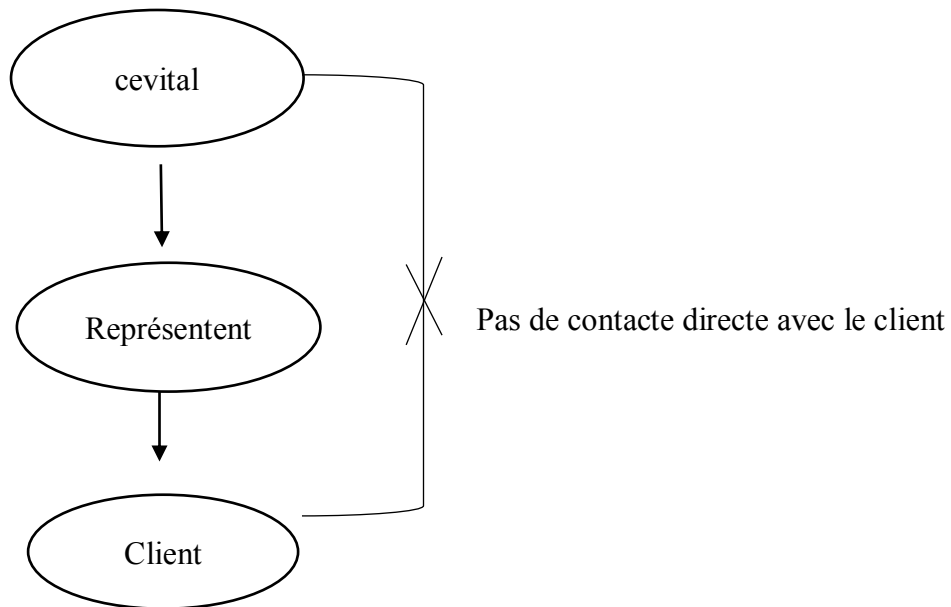 cevital
Représentent
Pas de contacte directe avec le client
Client